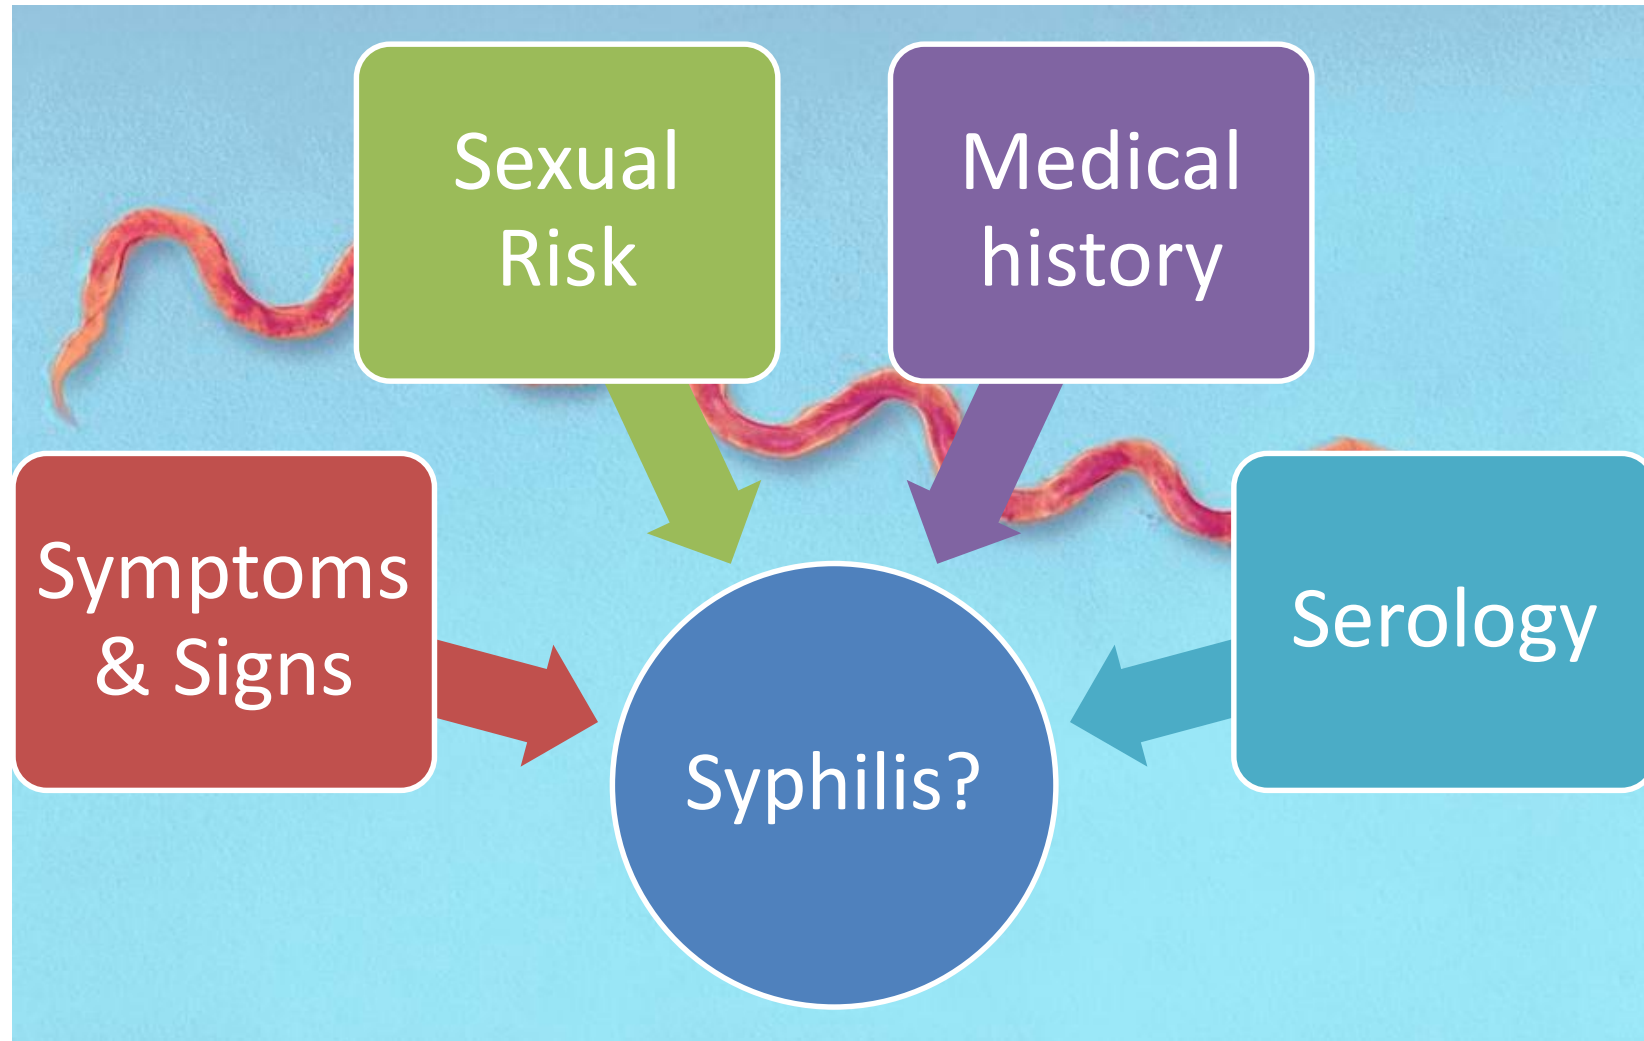 Sexual
Risk
Medical
history
Symptoms
& Signs
Serology
Syphilis?